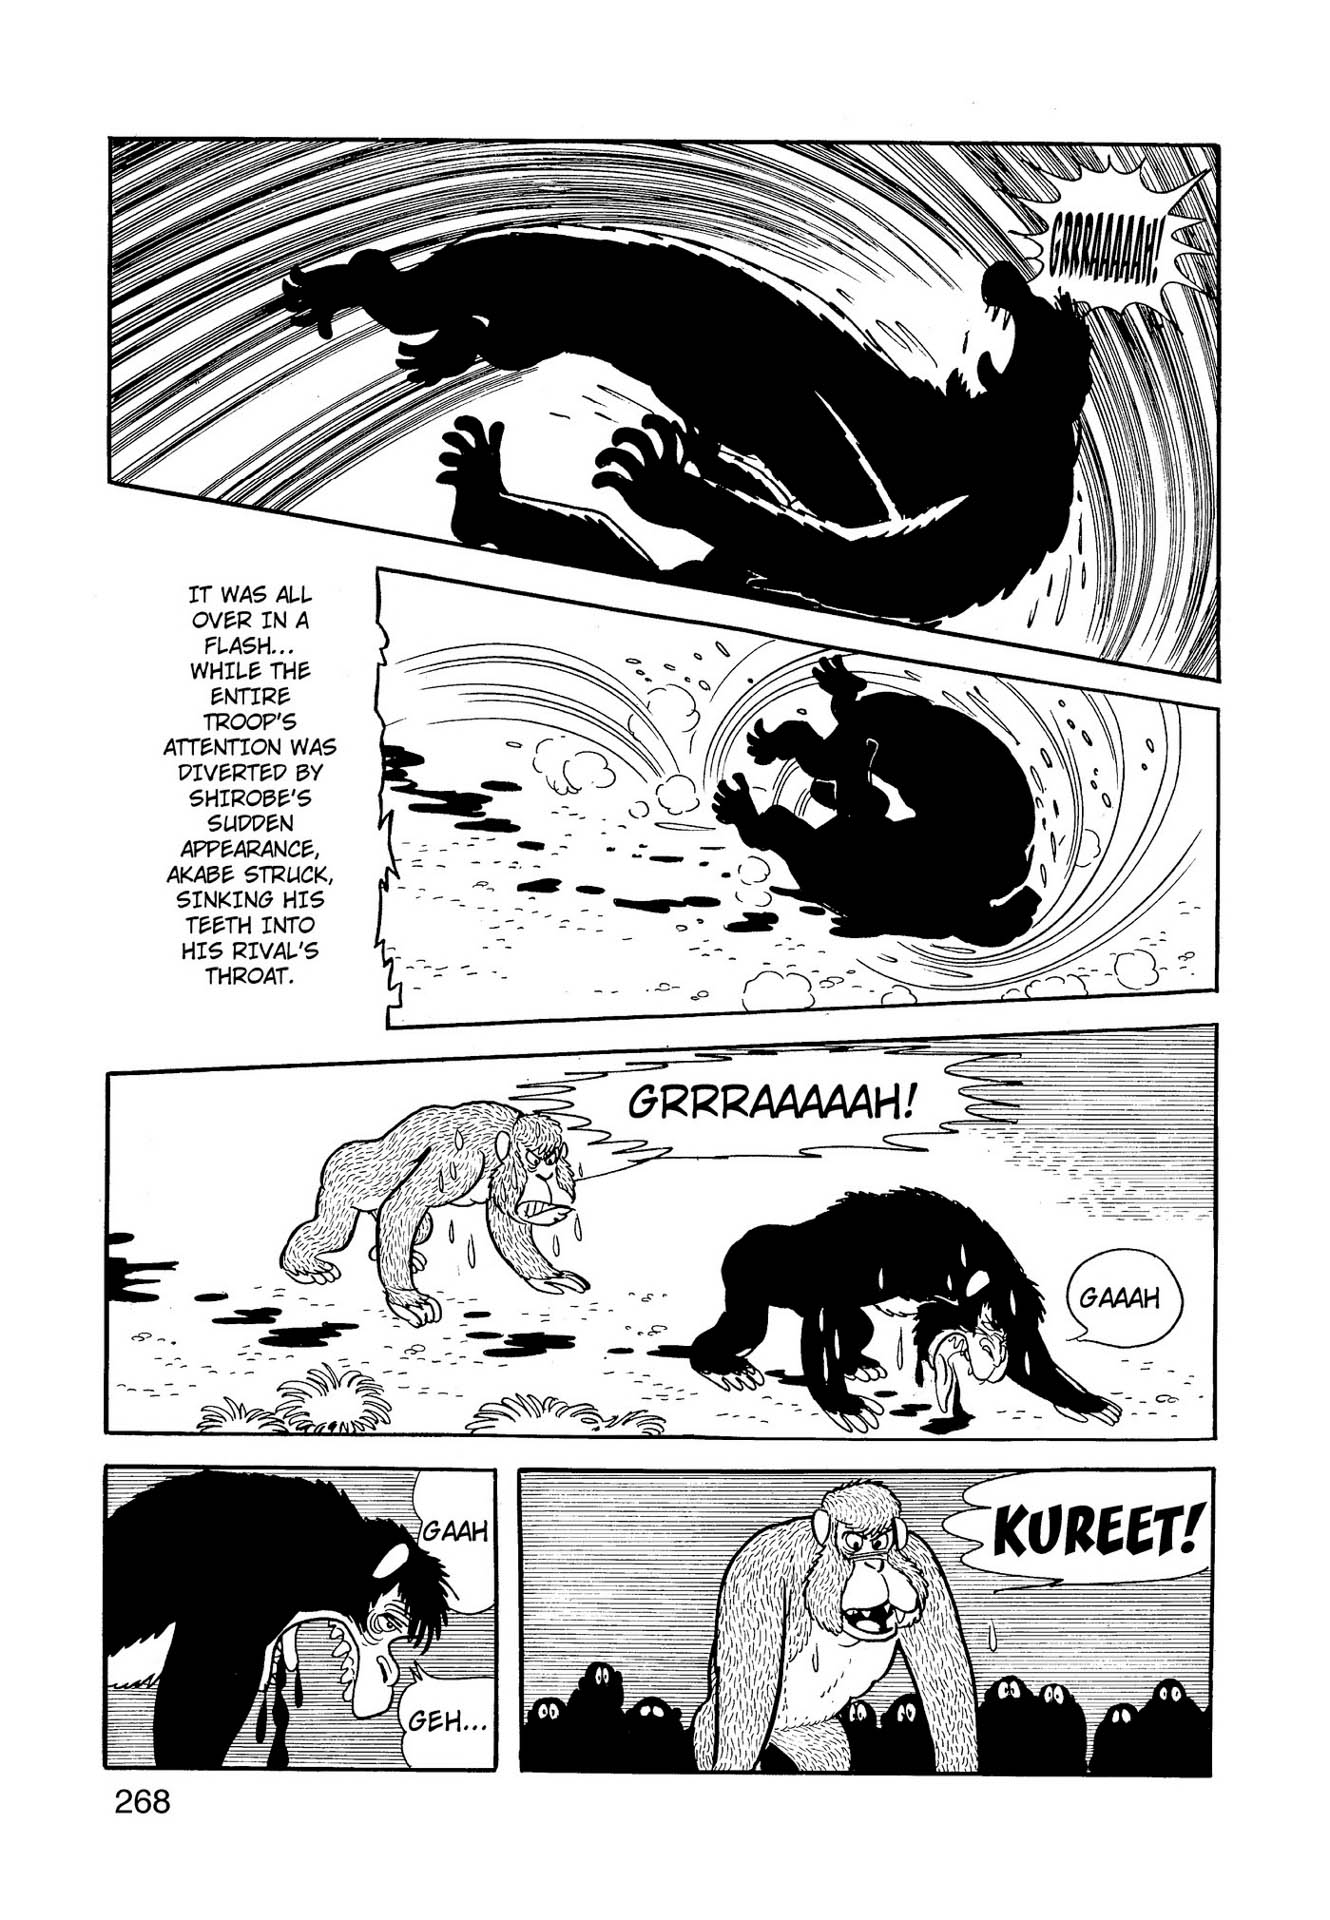 GRRRAAAAAH!
IT WAS ALL
OVER IN A
FLASH...
WHILE THE
ENTIRE
TROOP'S
ATTENTION WAS
DIVERTED BY
SHIROBE'S
SUDDEN
APPEARANCE,
AKABE STRUCK,
SINKING HIS
TEETH INTO
HIS RIVAL'S
THROAT.
GRRRAAAAAH!
GAAAH
GAAH
GEH...
KUREET!
268